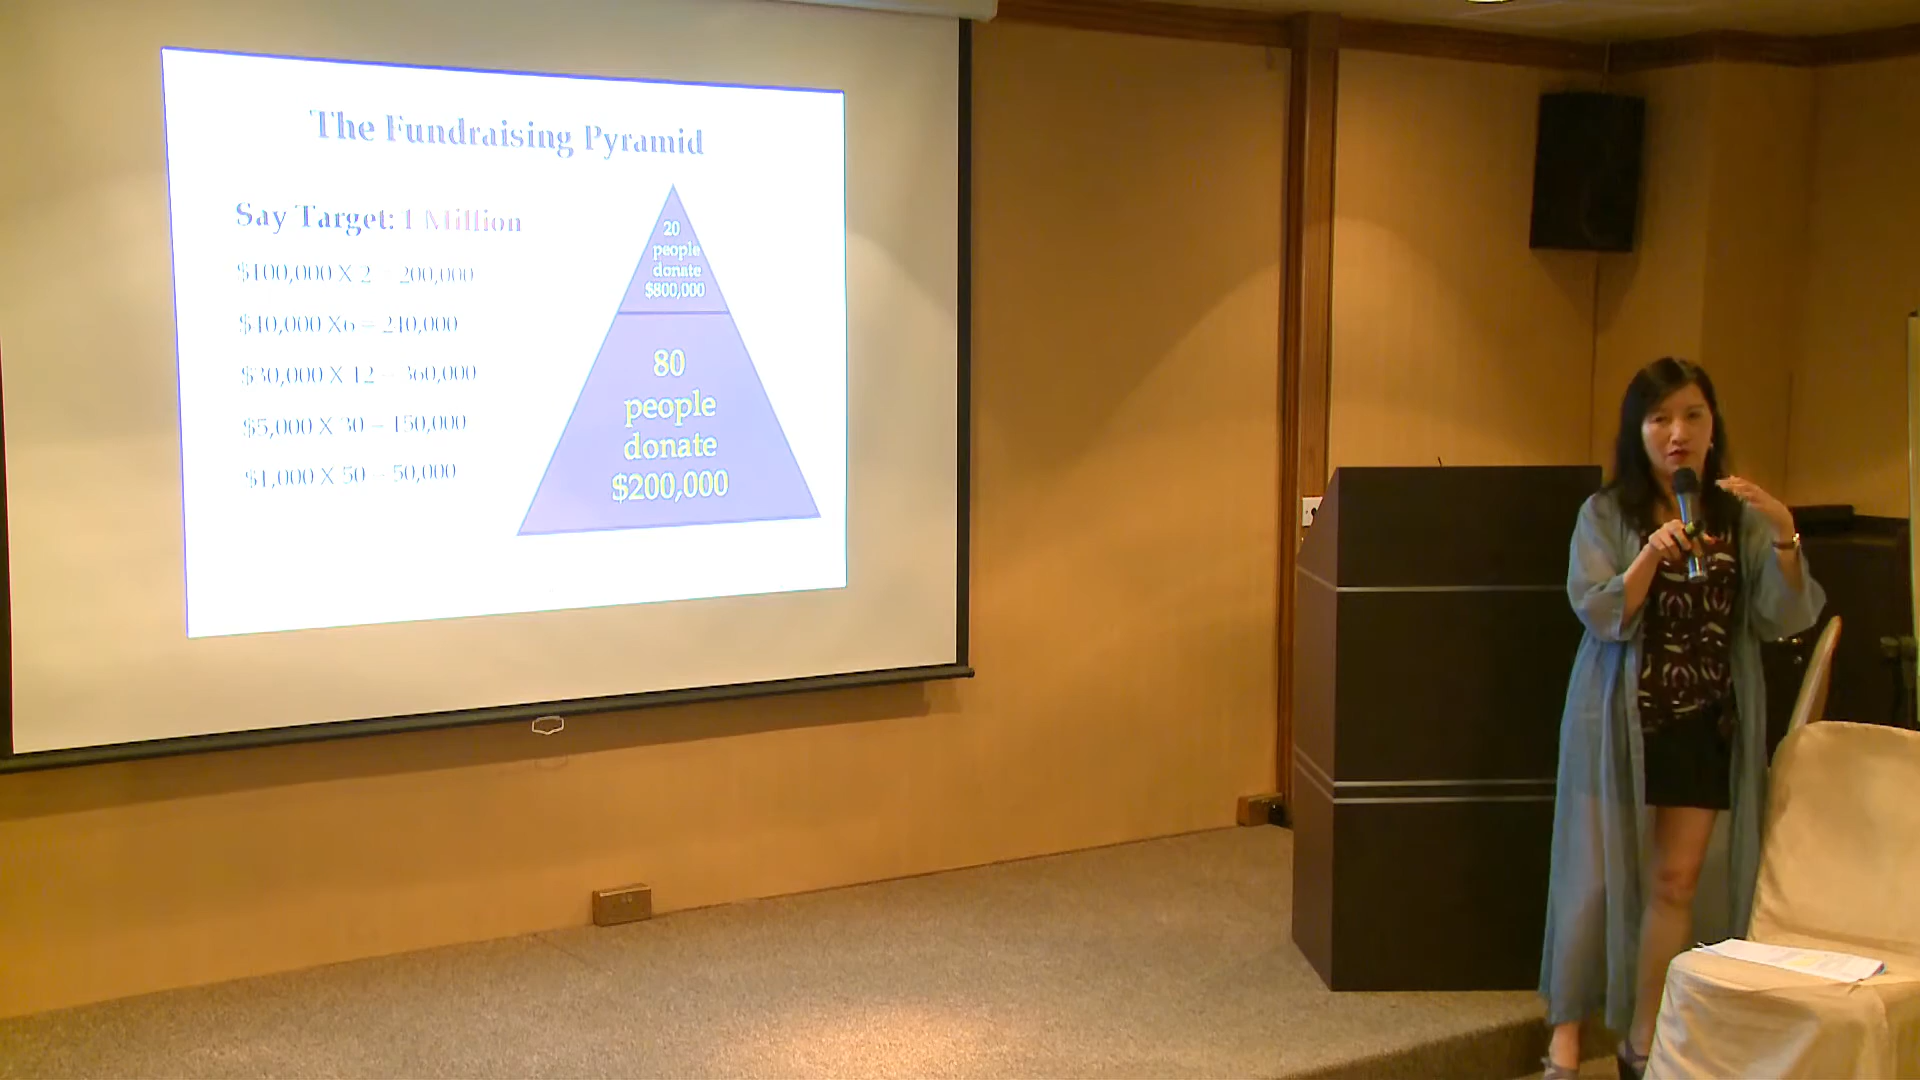 The Fundraising Pyramid
Say Target: 1 Million
$100,000 X 2 = 200,000
$40,000 X6 = 240,000
$30,000 X 12 = 360,000
$5,000 X 30 = 150,000
$1,000 X 50 = 50,000
20
people
donate
$800,000
80
people
donate
$200,000